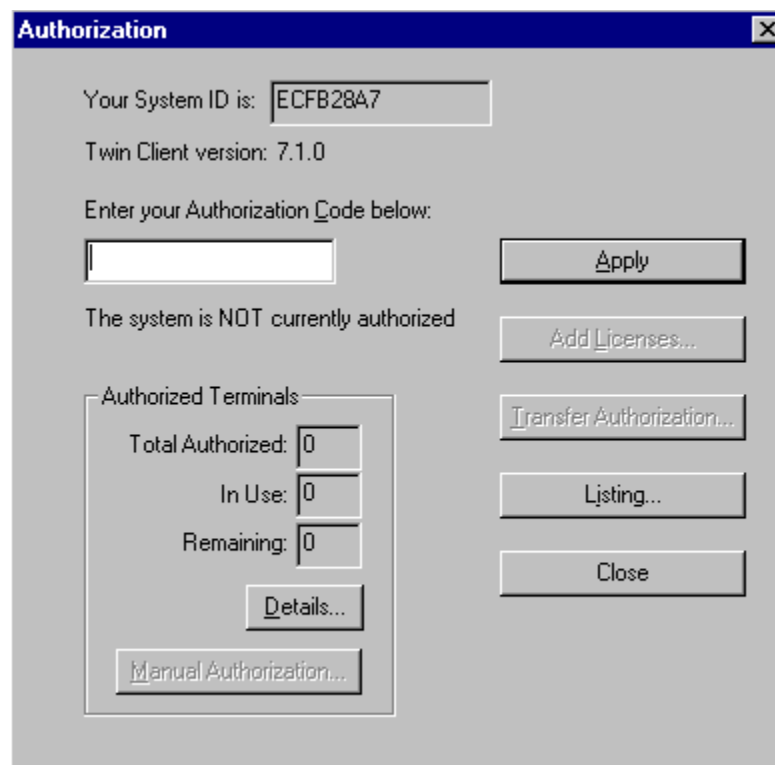 Authorization
Your System ID is: ECFB28A7
Twin Client version: 7.1.0
Enter your Authorization Code below:
Apply
The system is NOT currently authorized
Add Licenses...
Authorized Terminals
Transfer Authorization...
Total Authorized: 0
In Use: 0
Listing...
Remaining: 0
Close
Details...
Manual Authorization...